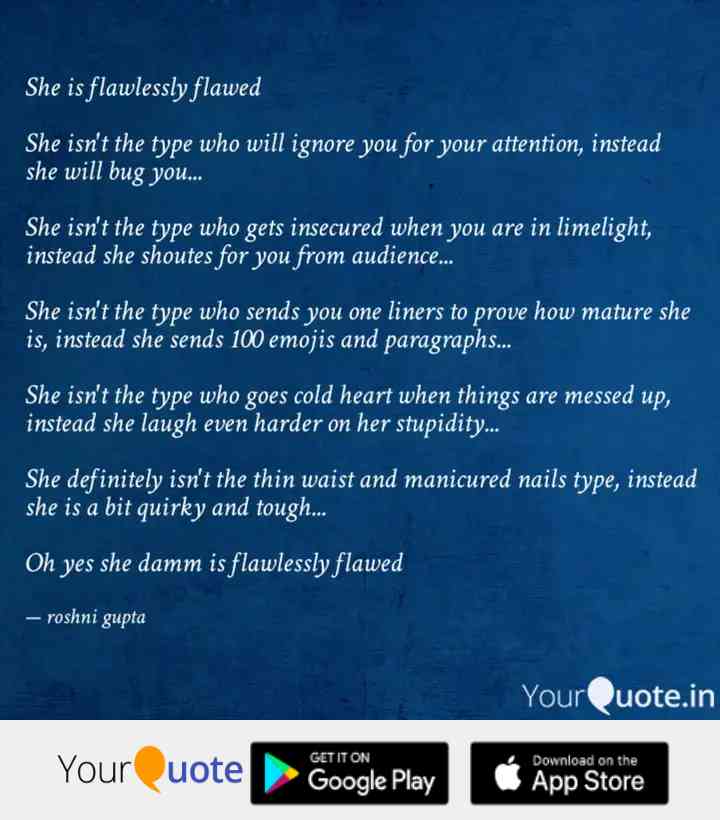 She is flawlessly flawed
She isn't the type who will ignore you for your attention, instead
she will bug you...
She isn't the type who gets insecured when you are in limelight,
instead she shoutes for you from audience...
She isn't the type who sends you one liners to prove how mature she
is, instead she sends 100 emojis and paragraphs...
She isn't the type who goes cold heart when things are messed up,
instead she laugh even harder on her stupidity...
She definitely isn't the thin waist and manicured nails type, instead
she is a bit quirky and tough...
Oh yes she damm is flawlessly flawed
— roshni gupta
YourQuote.in
YourQuote
GET IT ON
Google Play
Download on the
App Store